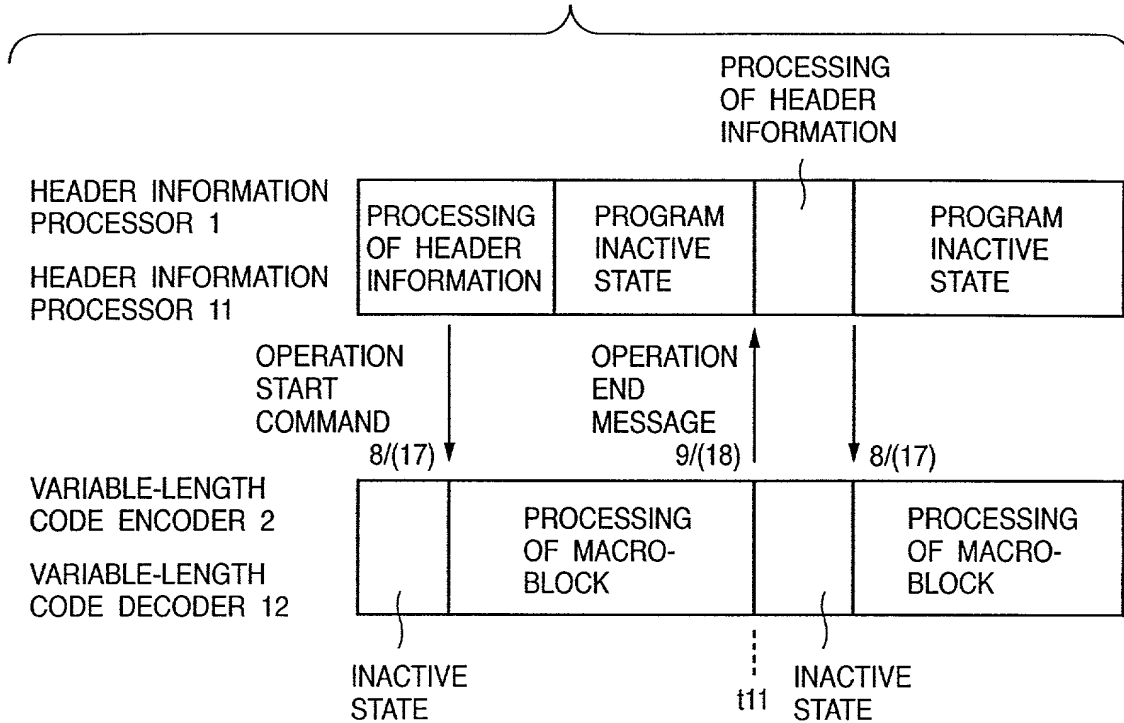 PROCESSING
OF HEADER
INFORMATION
HEADER INFORMATION
PROCESSOR 1
HEADER INFORMATION
PROCESSOR 11
PROCESSING
OF HEADER
INFORMATION
PROGRAM
INACTIVE
STATE
PROGRAM
INACTIVE
STATE
OPERATION
START
COMMAND
8/(17)
OPERATION
END
MESSAGE
9/(18)
8/(17)
VARIABLE-LENGTH
CODE ENCODER 2
VARIABLE-LENGTH
CODE DECODER 12
PROCESSING
OF MACRO-
BLOCK
PROCESSING
OF MACRO-
BLOCK
INACTIVE
STATE
t11
INACTIVE
STATE